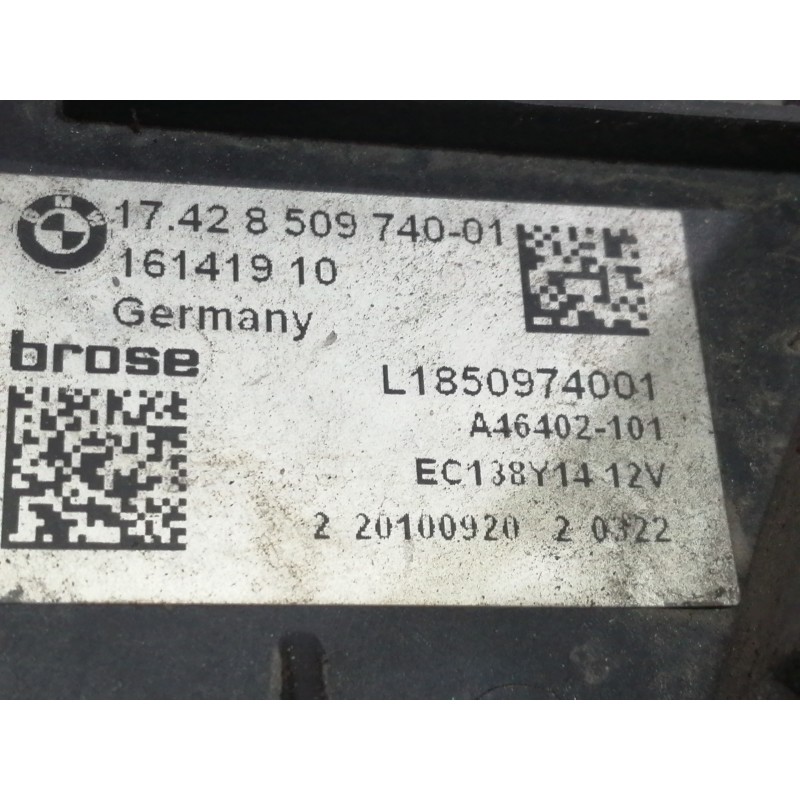 BMW
17.42 8 509 740-01
161419 10
Germany
brose
L1850974001
A46402-101
EC138Y14 12V
2 20100920 2 0322